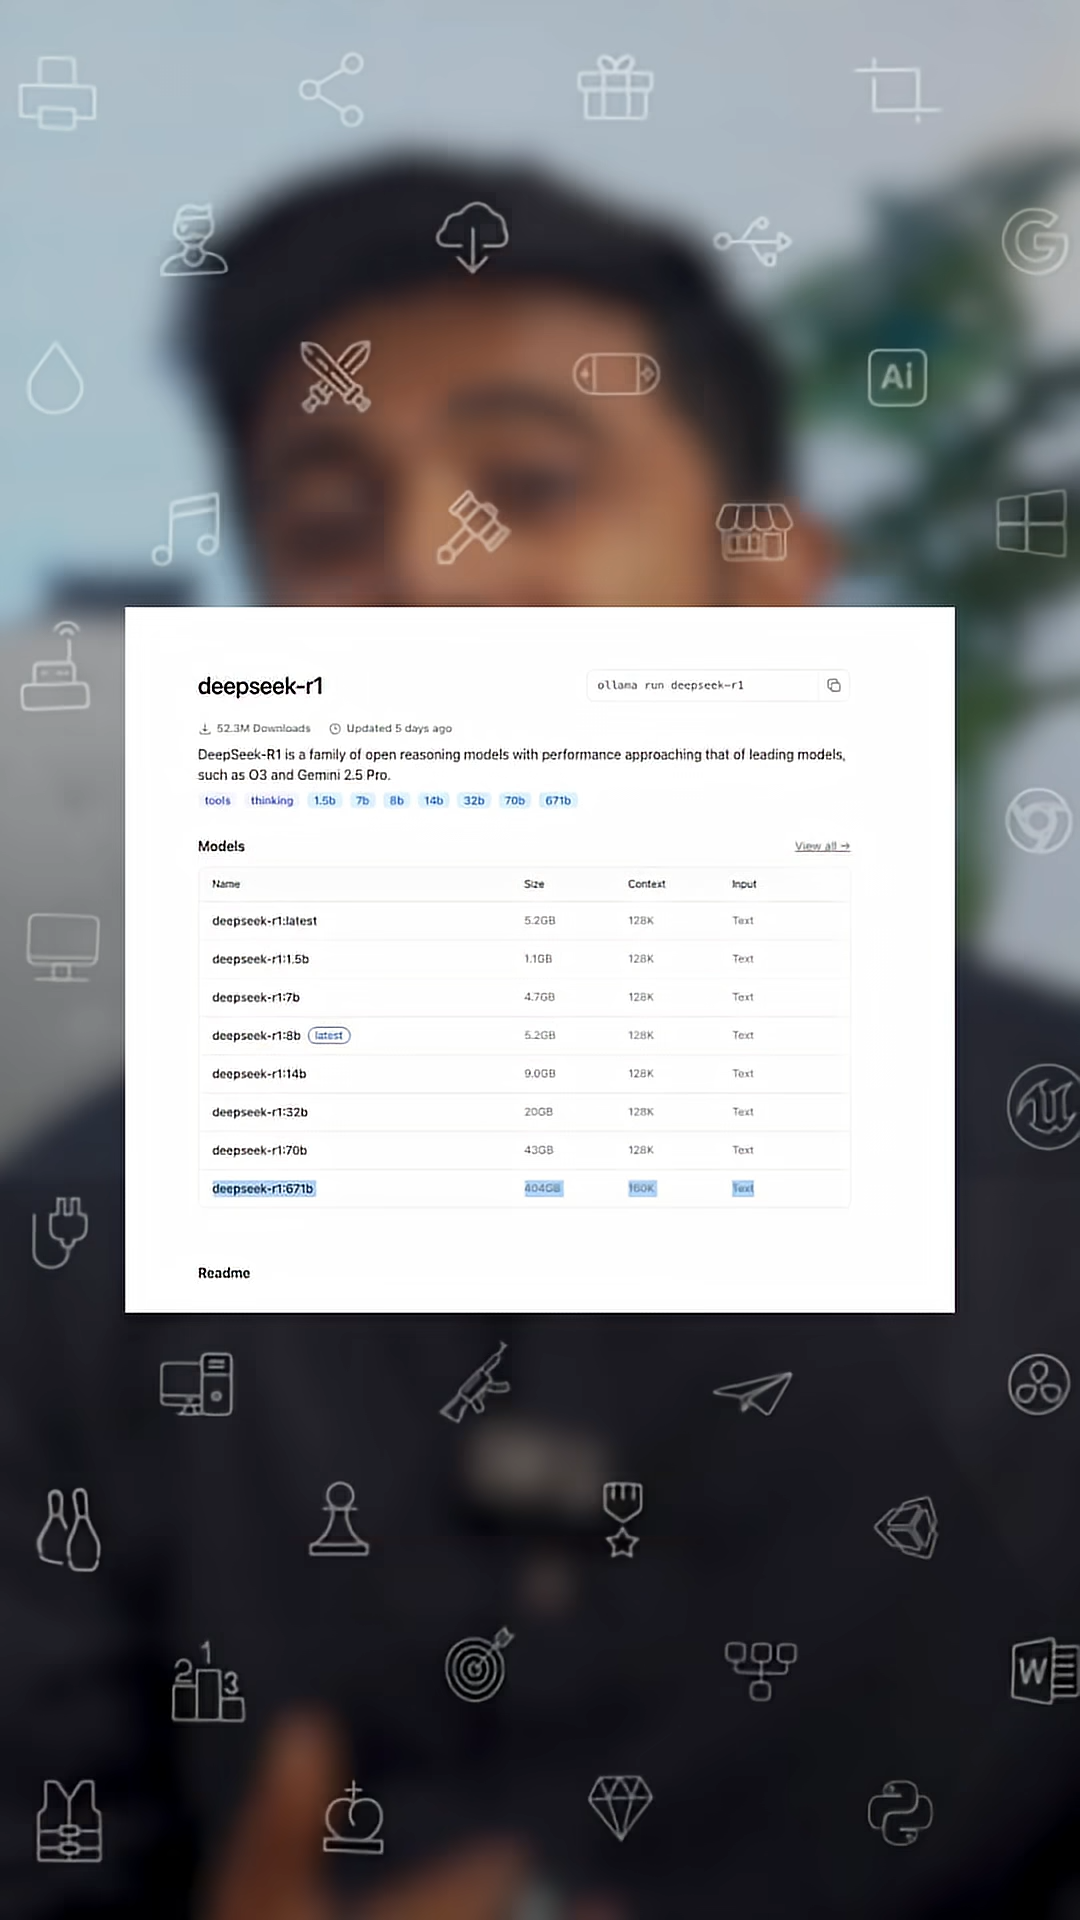 Ai
deepseek-r1
ollama run deepseek-r1
52.3M Downloads Updated 5 days ago
DeepSeek-R1 is a family of open reasoning models with performance approaching that of leading models,
such as O3 and Gemini 2.5 Pro.
tools thinking 1.5b 7b 8b 14b 32b 70b 671b
Models View all →
Name Size Context Input
deepseek-r1:latest 5.2GB 128K Text
deepseek-r1:1.5b 1.1GB 128K Text
deepseek-r1:7b 4.7GB 128K Text
deepseek-r1:8b latest 5.2GB 128K Text
deepseek-r1:14b 9.0GB 128K Text
deepseek-r1:32b 20GB 128K Text
deepseek-r1:70b 43GB 128K Text
deepseek-r1:671b 404GB 160K Text
Readme
1
2 3
W